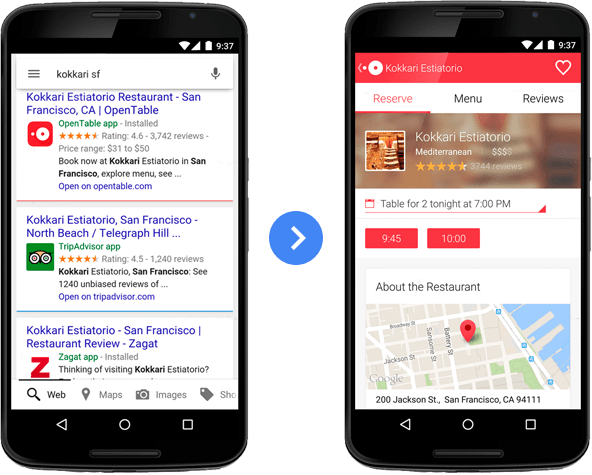 9:37
kokkari sf
Kokkari Estiatorio Restaurant - San
Francisco, CA | OpenTable
OpenTable app - Installed
Rating: 4.6 - 3,742 reviews -
Price range: $31 to $50
Book now at Kokkari Estiatorio in San
Francisco, explore menu, see ...
Open on opentable.com
Kokkari Estiatorio, San Francisco -
North Beach / Telegraph Hill ...
TripAdvisor app
Rating: 4.5 - 1,240 reviews
Kokkari Estiatorio, San Francisco: See
1240 unbiased reviews of ...
Open on tripadvisor.com
Kokkari Estiatorio - San Francisco |
Restaurant Review - Zagat
Z
Zagat app - Installed
Thinking of visiting Kokkari Estiatorio?
Web
Maps
Images
Sho
9:37
Kokkari Estiatorio
Reserve
Menu
Reviews
Kokkari Estiatorio
Mediterranean
$$$$
3744 reviews
Table for 2 tonight at 7:00 PM
9:45
10:00
About the Restaurant
Broadway St
Sansome St
Battery St
Jackson St
Google
200 Jackson St., San Francisco, CA 94111